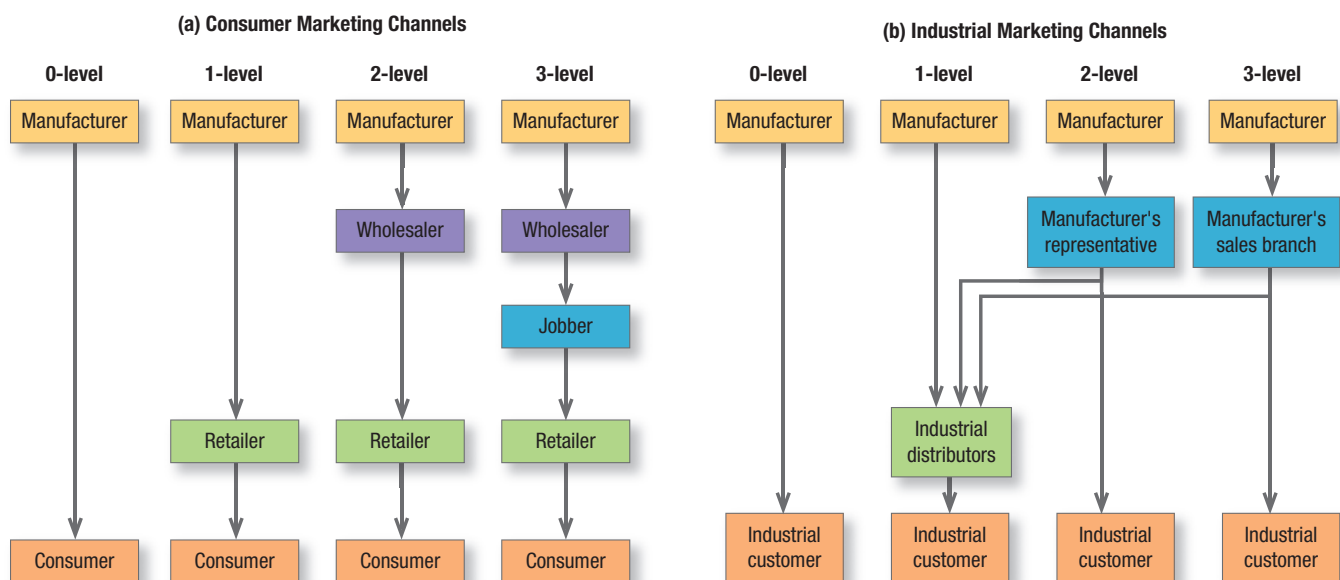 (a) Consumer Marketing Channels
0-level
1-level
2-level
3-level
Manufacturer
Manufacturer
Manufacturer
Manufacturer
Wholesaler
Wholesaler
Jobber
Retailer
Retailer
Retailer
Consumer
Consumer
Consumer
Consumer
(b) Industrial Marketing Channels
0-level
1-level
2-level
3-level
Manufacturer
Manufacturer
Manufacturer
Manufacturer
Manufacturer's
representative
Manufacturer's
sales branch
Industrial
distributors
Industrial
customer
Industrial
customer
Industrial
customer
Industrial
customer